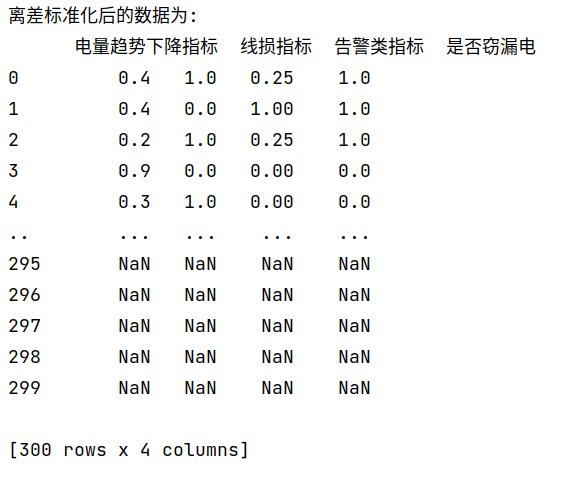 离差标准化后的数据为:
电量趋势下降指标 线损指标 告警类指标 是否窃漏电
0 0.4 1.0 0.25 1.0
1 0.4 0.0 1.00 1.0
2 0.2 1.0 0.25 1.0
3 0.9 0.0 0.00 0.0
4 0.3 1.0 0.00 0.0
.. ... ... ... ...
295 NaN NaN NaN NaN
296 NaN NaN NaN NaN
297 NaN NaN NaN NaN
298 NaN NaN NaN NaN
299 NaN NaN NaN NaN
[300 rows x 4 columns]